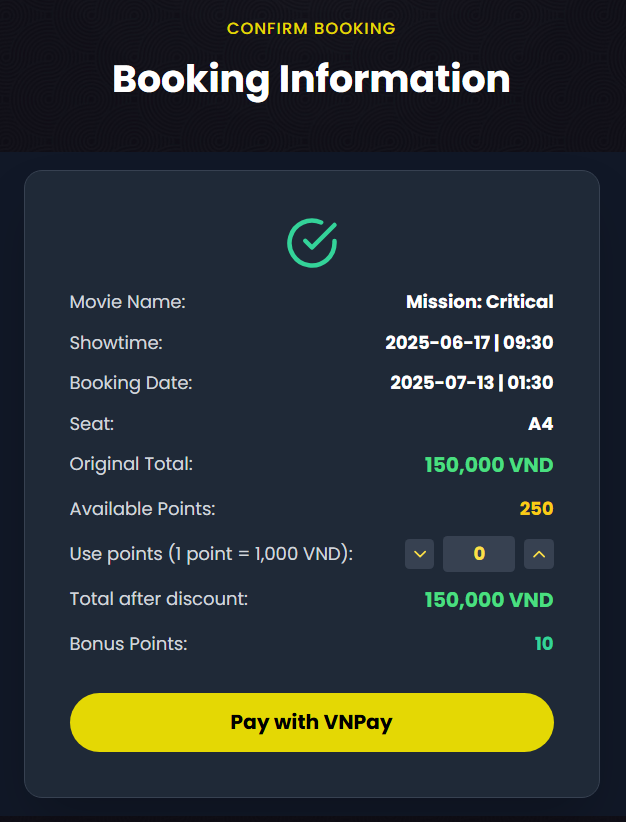 CONFIRM BOOKING
Booking Information
Movie Name: Mission: Critical
Showtime: 2025-06-17 | 09:30
Booking Date: 2025-07-13 | 01:30
Seat: A4
Original Total: 150,000 VND
Available Points: 250
Use points (1 point = 1,000 VND): 0
Total after discount: 150,000 VND
Bonus Points: 10
Pay with VNPay